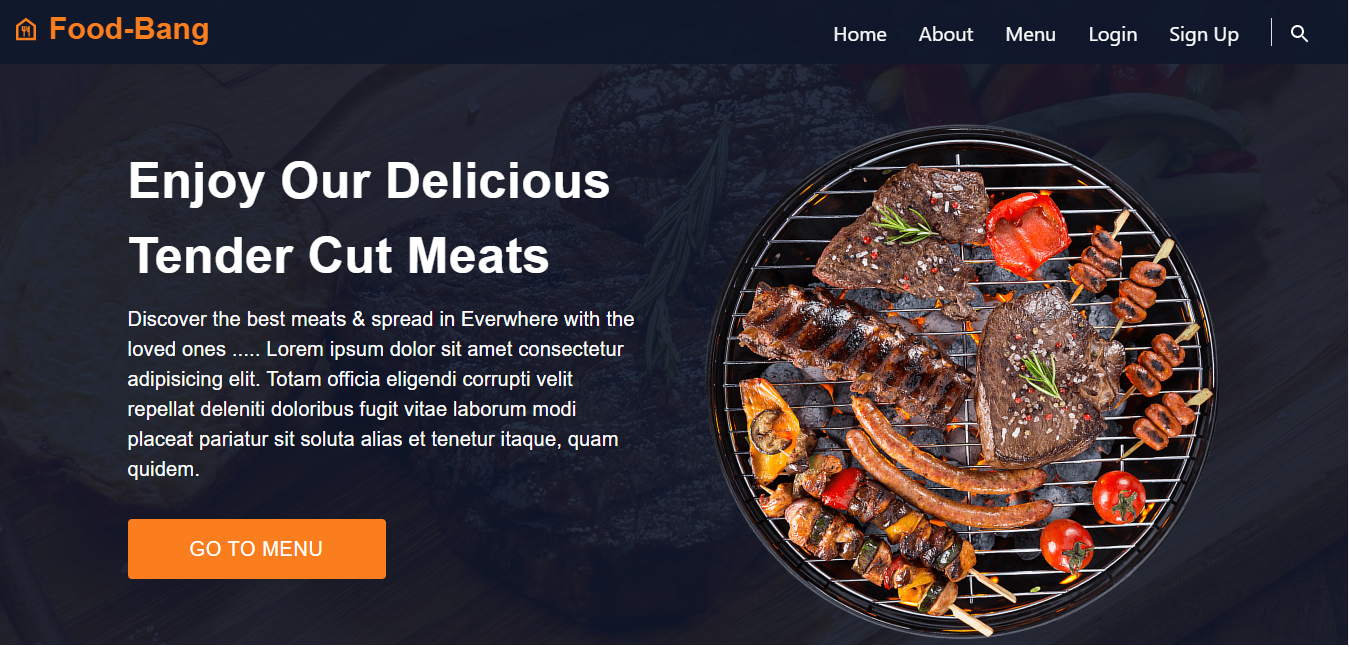 Food-Bang
Home About Menu Login Sign Up
Enjoy Our Delicious
Tender Cut Meats
Discover the best meats & spread in Everwhere with the
loved ones ..... Lorem ipsum dolor sit amet consectetur
adipisicing elit. Totam officia eligendi corrupti velit
repellat deleniti doloribus fugit vitae laborum modi
placeat pariatur sit soluta alias et tenetur itaque, quam
quidem.
GO TO MENU